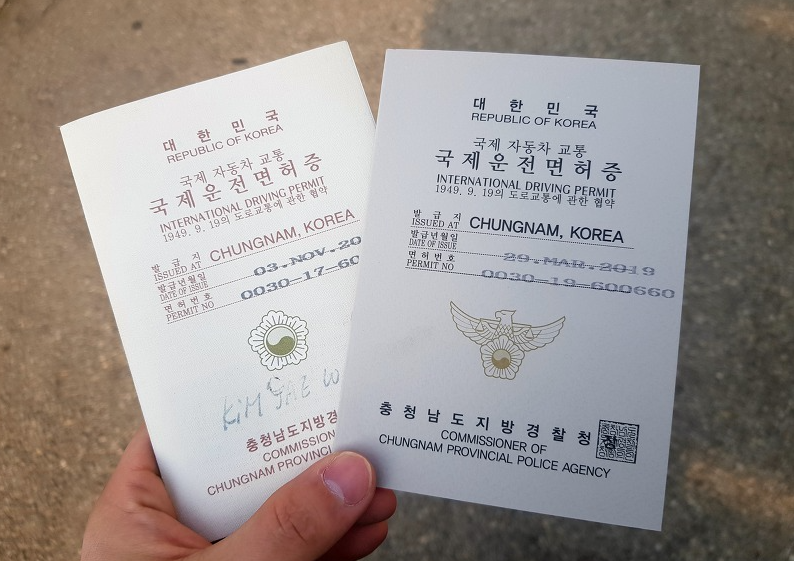 대 한 민 국
REPUBLIC OF KOREA
국제 자동차 교통
국제운전면허증
INTERNATIONAL DRIVING PERMIT
1949. 9. 19의 도로교통에 관한 협약
발 급 지
ISSUED AT CHUNGNAM, KOREA
발급년월일
DATE OF ISSUE 03.NOV.20
면 허 번 호
PERMIT NO 0030-17-60
KiM JAE W
충청남도지방경
COMMISSION
CHUNGNAM PROVINCI
대 한 민 국
REPUBLIC OF KOREA
국제 자동차 교통
국제운전면허증
INTERNATIONAL DRIVING PERMIT
1949. 9. 19의 도로교통에 관한 협약
발 급 지
ISSUED AT CHUNGNAM, KOREA
발급년월일
DATE OF ISSUE 29.MAR.2019
면 허 번 호
PERMIT NO 0030-19-600660
충 청 남 도 지 방 경 찰 청 장
COMMISSIONER OF
CHUNGNAM PROVINCIAL POLICE AGENCY